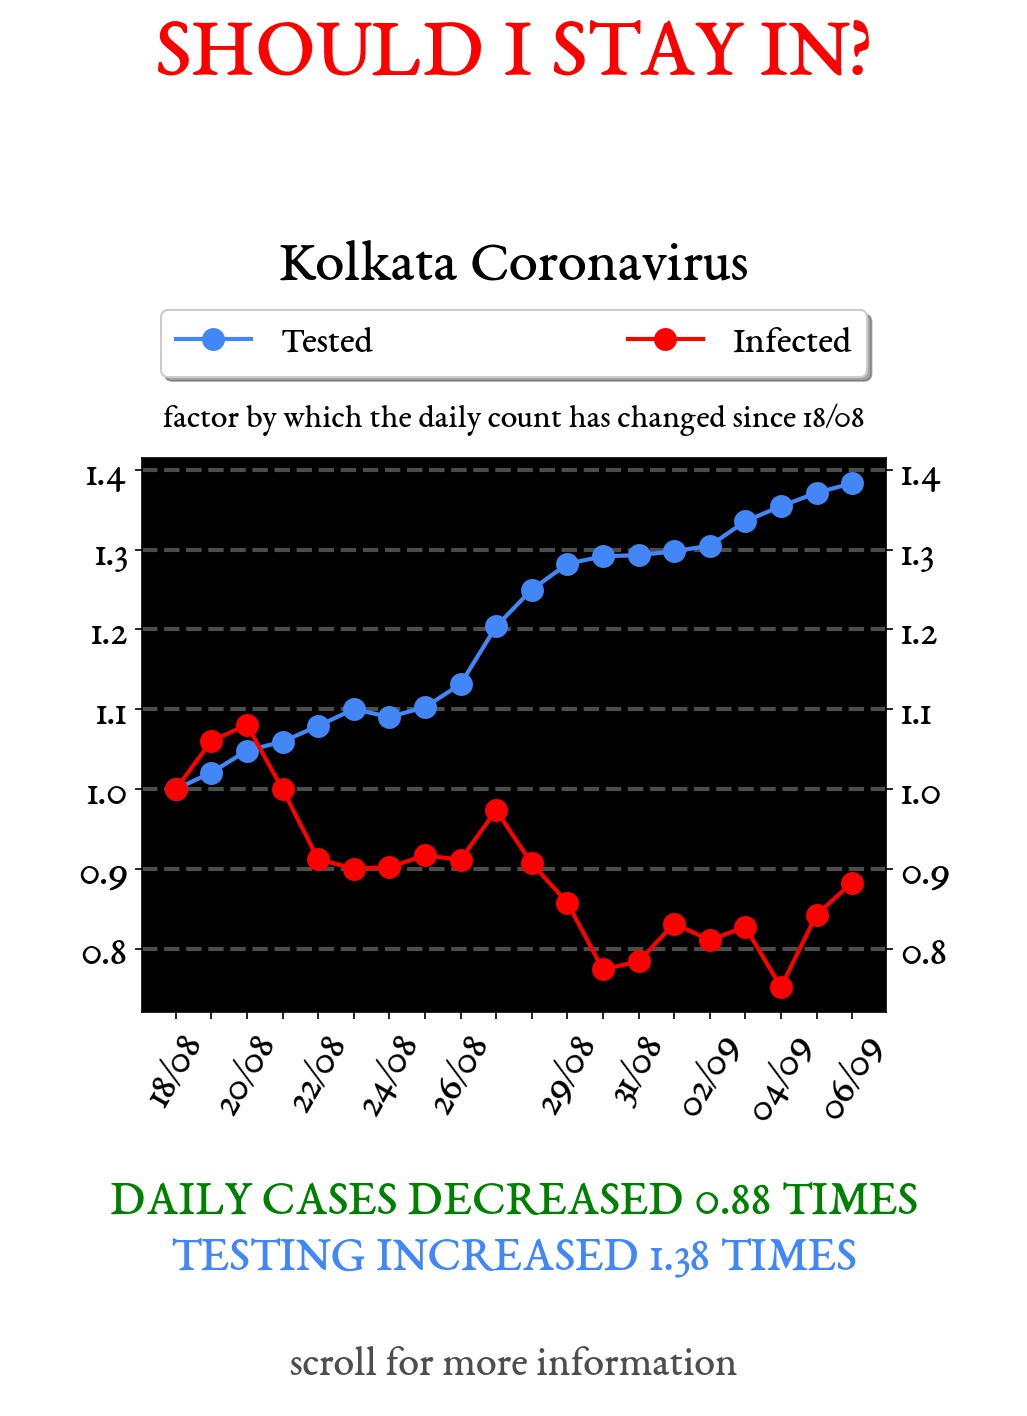 SHOULD I STAY IN?
Kolkata Coronavirus
Tested Infected
factor by which the daily count has changed since 18/08
1.4 1.4
1.3 1.3
1.2 1.2
1.1 1.1
1.0 1.0
0.9 0.9
0.8 0.8
18/08 20/08 22/08 24/08 26/08 29/08 31/08 02/09 04/09 06/09
DAILY CASES DECREASED 0.88 TIMES
TESTING INCREASED 1.38 TIMES
scroll for more information